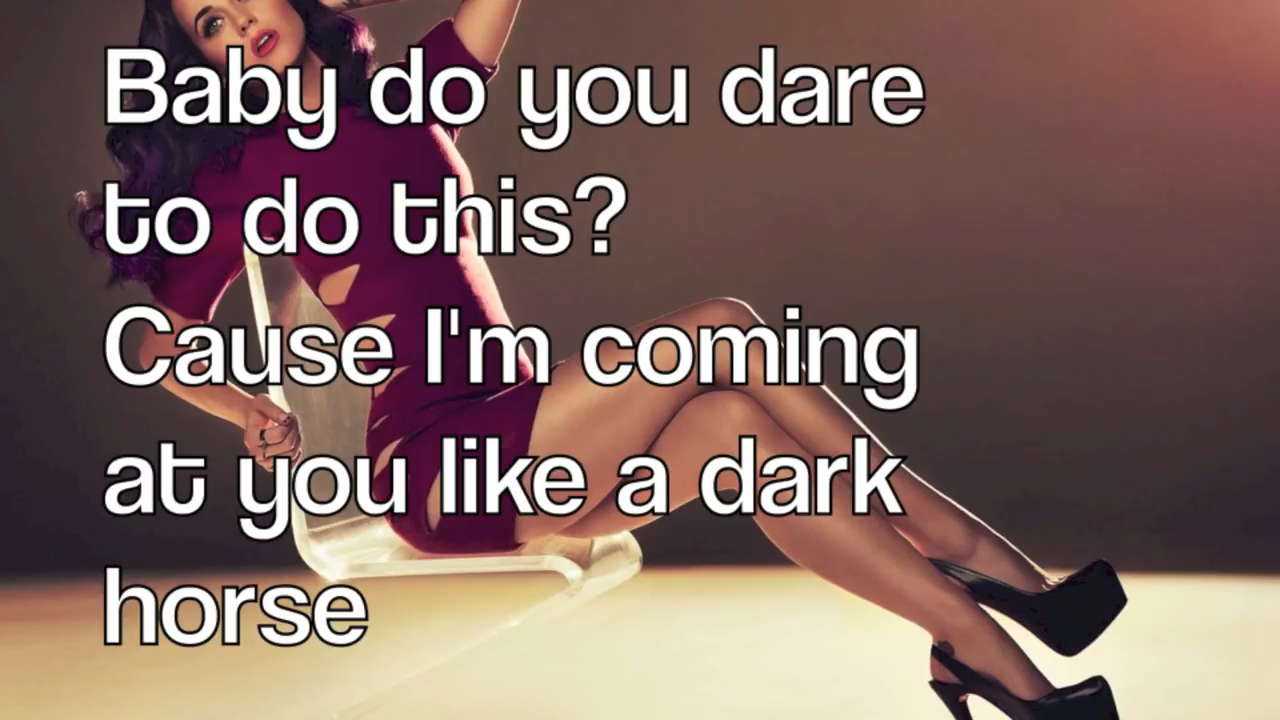 Baby do you dare
to do this?
Cause I'm coming
at you like a dark
horse